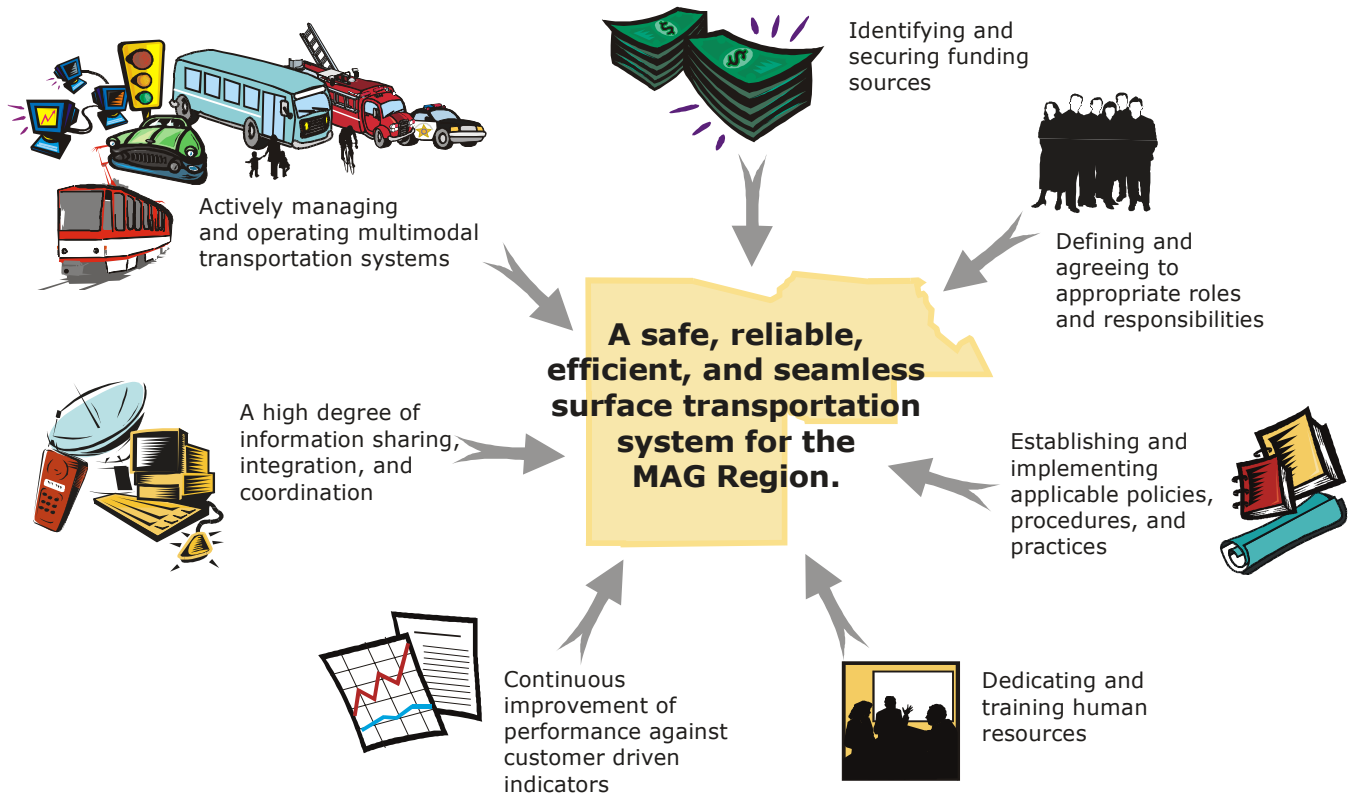 Identifying and
securing funding
sources
Actively managing
and operating multimodal
transportation systems
Defining and
agreeing to
appropriate roles
and responsibilities
A safe, reliable,
efficient, and seamless
surface transportation
system for the
MAG Region.
A high degree of
information sharing,
integration, and
coordination
Establishing and
implementing
applicable policies,
procedures, and
practices
Continuous
improvement of
performance against
customer driven
indicators
Dedicating and
training human
resources